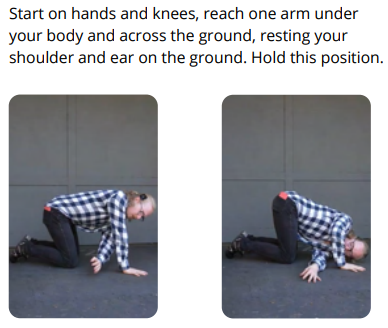 Start on hands and knees, reach one arm under
your body and across the ground, resting your
shoulder and ear on the ground. Hold this position.